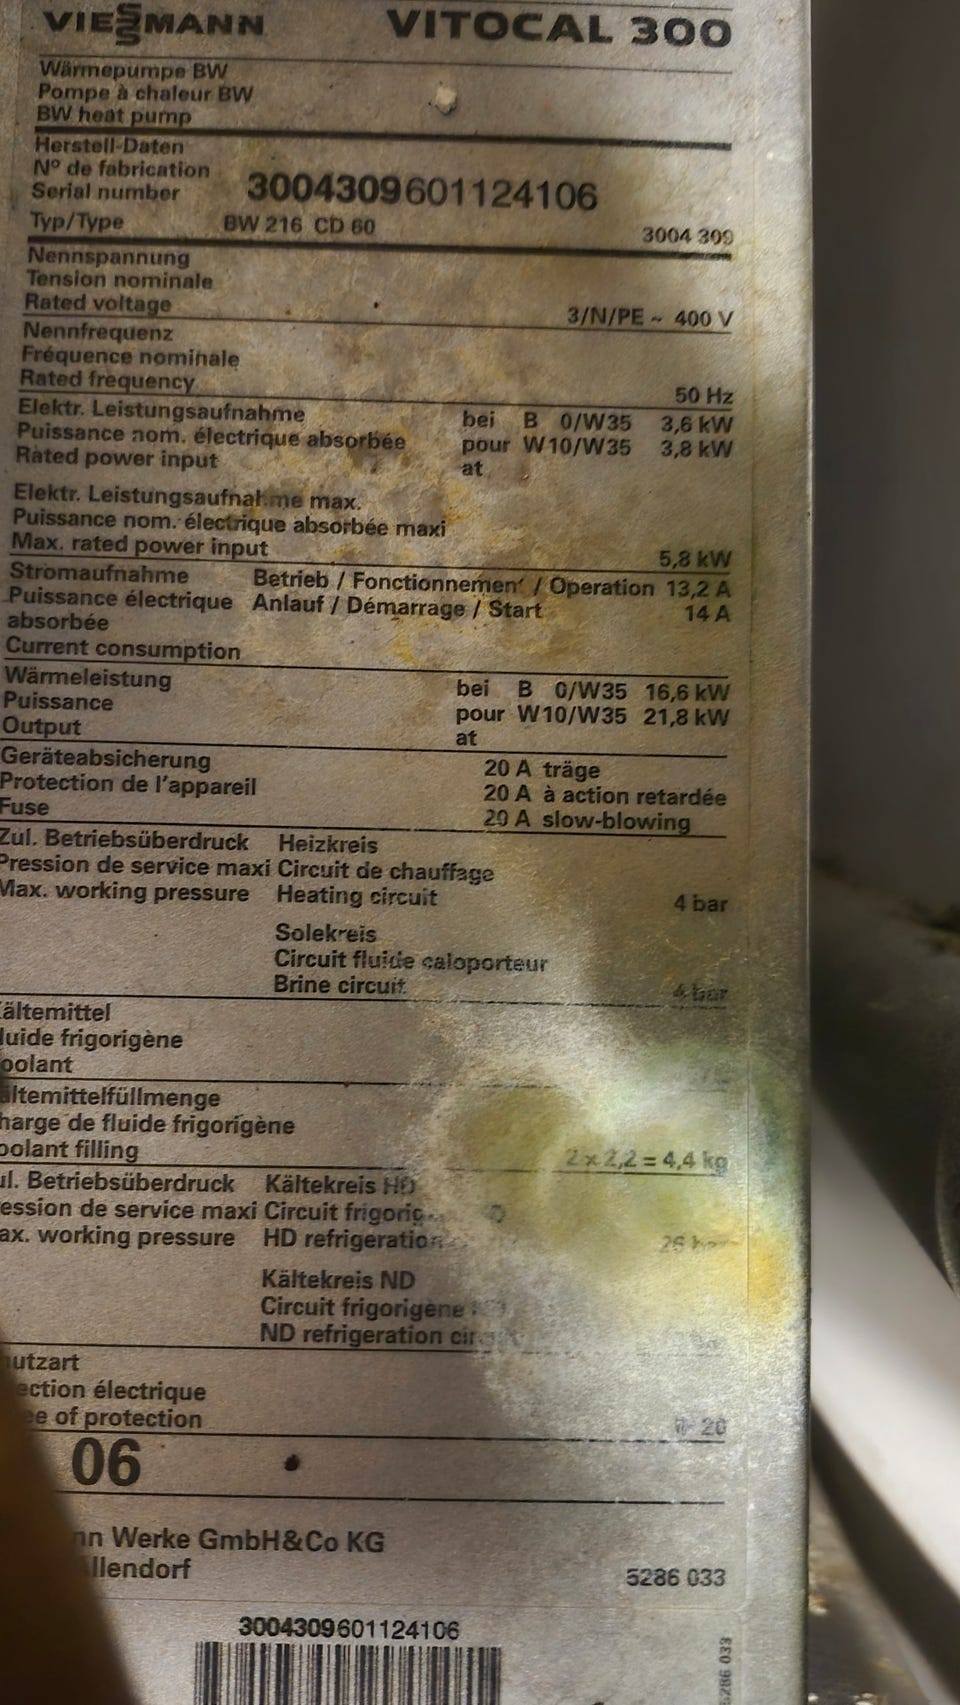 VIESSMANN VITOCAL 300
Wärmepumpe BW
Pompe à chaleur BW
BW heat pump
Herstell-Daten
N° de fabrication
Serial number 3004309601124106
Typ/Type BW 216 CD 60 3004 309
Nennspannung
Tension nominale
Rated voltage 3/N/PE ~ 400 V
Nennfrequenz
Fréquence nominale
Rated frequency 50 Hz
Elektr. Leistungsaufnahme bei B 0/W35 3,6 kW
Puissance nom. électrique absorbée pour W10/W35 3,8 kW
Rated power input at
Elektr. Leistungsaufnahme max.
Puissance nom. électrique absorbée maxi
Max. rated power input 5,8 kW
Stromaufnahme Betrieb / Fonctionnement / Operation 13,2 A
Puissance électrique Anlauf / Démarrage / Start 14 A
absorbée
Current consumption
Wärmeleistung bei B 0/W35 16,6 kW
Puissance pour W10/W35 21,8 kW
Output at
Geräteabsicherung 20 A träge
Protection de l'appareil 20 A à action retardée
Fuse 20 A slow-blowing
Zul. Betriebsüberdruck Heizkreis
Pression de service maxi Circuit de chauffage
Max. working pressure Heating circuit 4 bar
Solekreis
Circuit fluide caloporteur
Brine circuit 4 bar
ältemittel
luide frigorigène
oolant
ältemittelfüllmenge
harge de fluide frigorigène
oolant filling 2 x 2,2 = 4,4 kg
ul. Betriebsüberdruck Kältekreis HD
ession de service maxi Circuit frigorig
ax. working pressure HD refrigeration
Kältekreis ND
Circuit frigorigène
ND refrigeration cir
utzart
ection électrique
ee of protection 20
06
nn Werke GmbH&Co KG
llendorf 5286 033
3004309601124106
5286 033